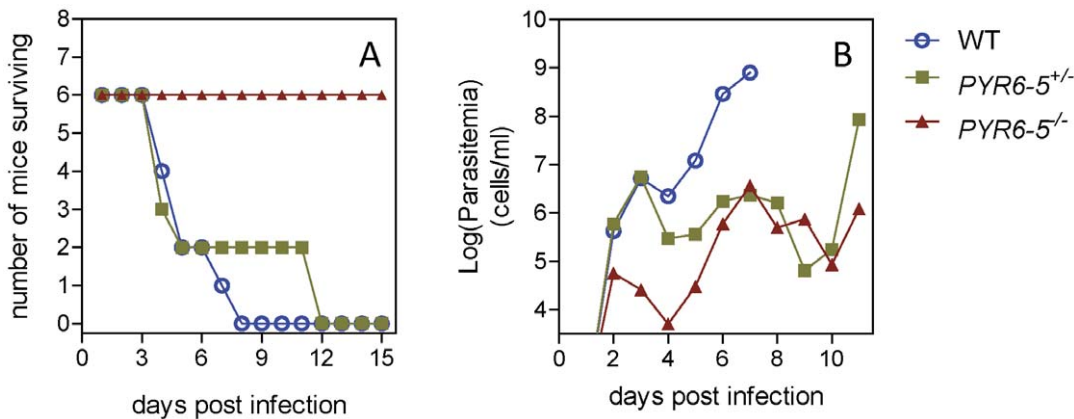 A
number of mice surviving
8
7
6
5
4
3
2
1
0
0 3 6 9 12 15
days post infection
B
Log(Parasitemia)
(cells/ml)
10
9
8
7
6
5
4
0 2 4 6 8 10
days post infection
WT
PYR6-5+/-
PYR6-5-/-